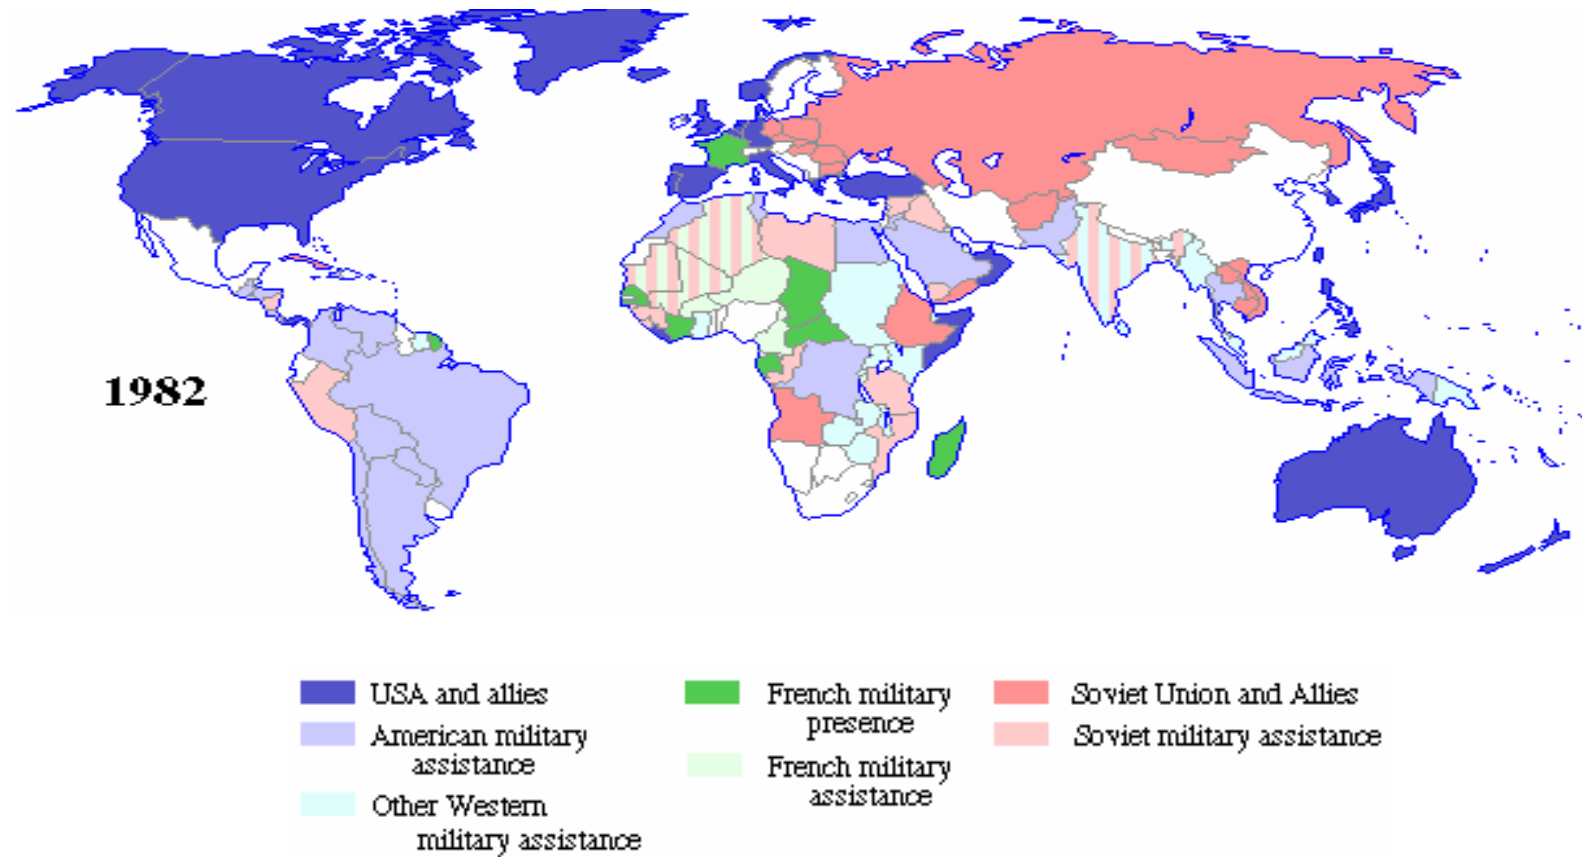 1982
USA and allies
American military
assistance
Other Western
military assistance
French military
presence
French military
assistance
Soviet Union and Allies
Soviet military assistance